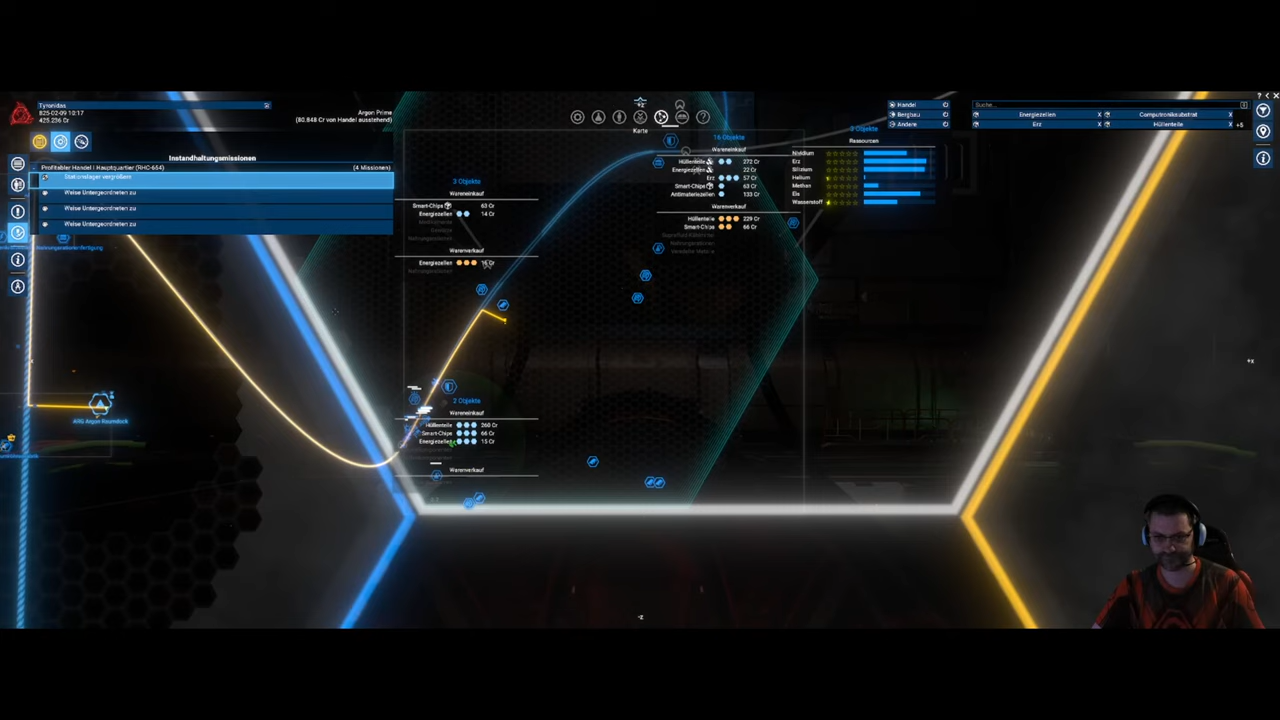 Tyronidas
825-02-09 10:17
425.236 Cr
Argon Prime
(80.848 Cr von Handel ausstehend)
Karte
Handel
Bergbau
Andere
Suche...
Energiezellen X
Computroniksubstrat X
Erz X
Hüllenteile X
+5
? < X
Instandhaltungsmissionen
Profitabler Handel I Hauptquartier (RHC-654) (4 Missionen)
Stationslager vergrößern
Weise Untergeordneten zu
Weise Untergeordneten zu
Weise Untergeordneten zu
3 Objekte
Wareneinkauf
Smart-Chips 63 Cr
Energiezellen 14 Cr
Warenverkauf
Energiezellen
16 Objekte
Wareneinkauf
Hüllenteile 272 Cr
Energiezellen 22 Cr
Erz 57 Cr
Smart-Chips 63 Cr
Antimateriezellen 133 Cr
Warenverkauf
Hüllenteile 229 Cr
Smart-Chips 66 Cr
Objekte
Ressourcen
Nividium
Erz
Silizium
Helium
Methan
Eis
Wasserstoff
2 Objekte
Wareneinkauf
Hüllenteile 260 Cr
Smart-Chips 66 Cr
Energiezellen 15 Cr
Warenverkauf
ARG Argon Raumdock
+x
-z